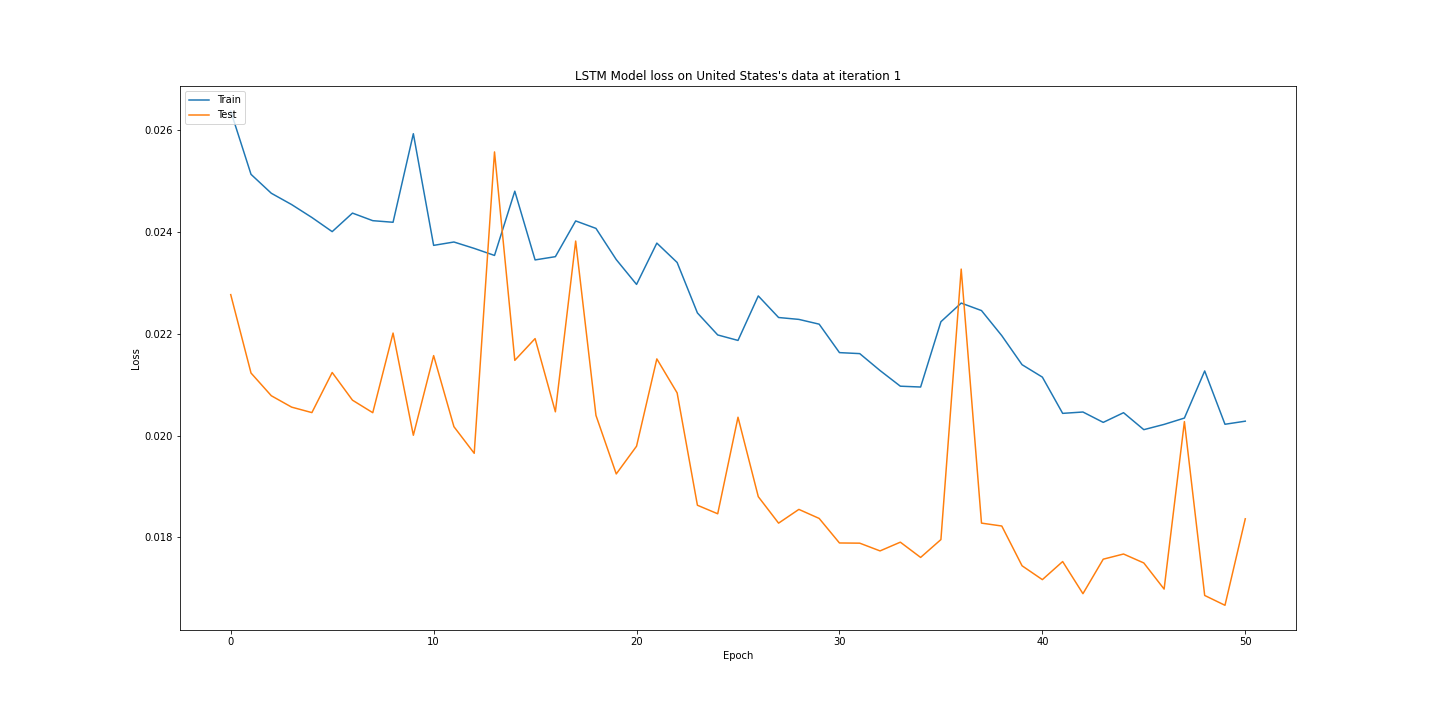 LSTM Model loss on United States's data at iteration 1
Train
Test
0.026
0.024
0.022
0.020
0.018
Loss
0 10 20 30 40 50
Epoch